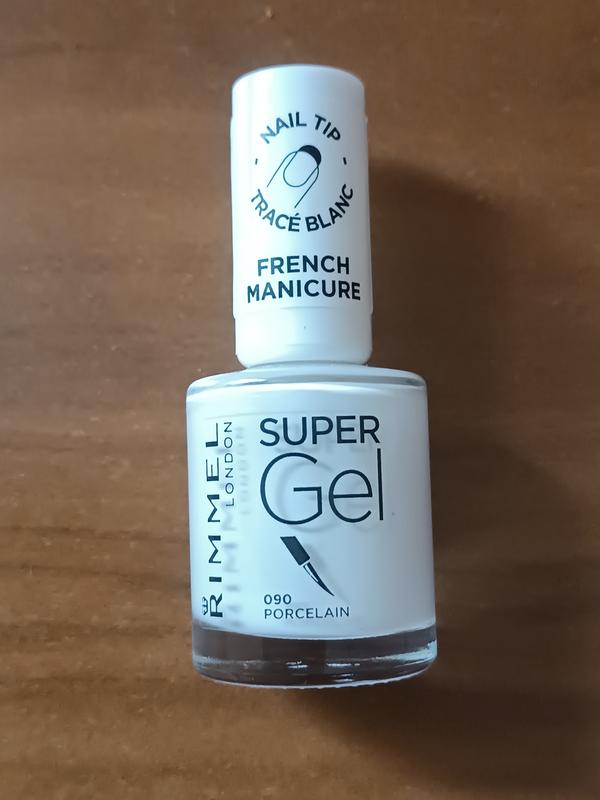 NAIL TIP
TRACÉ BLANC
FRENCH
MANICURE
RIMMEL
LONDON
SUPER
Gel
090
PORCELAIN